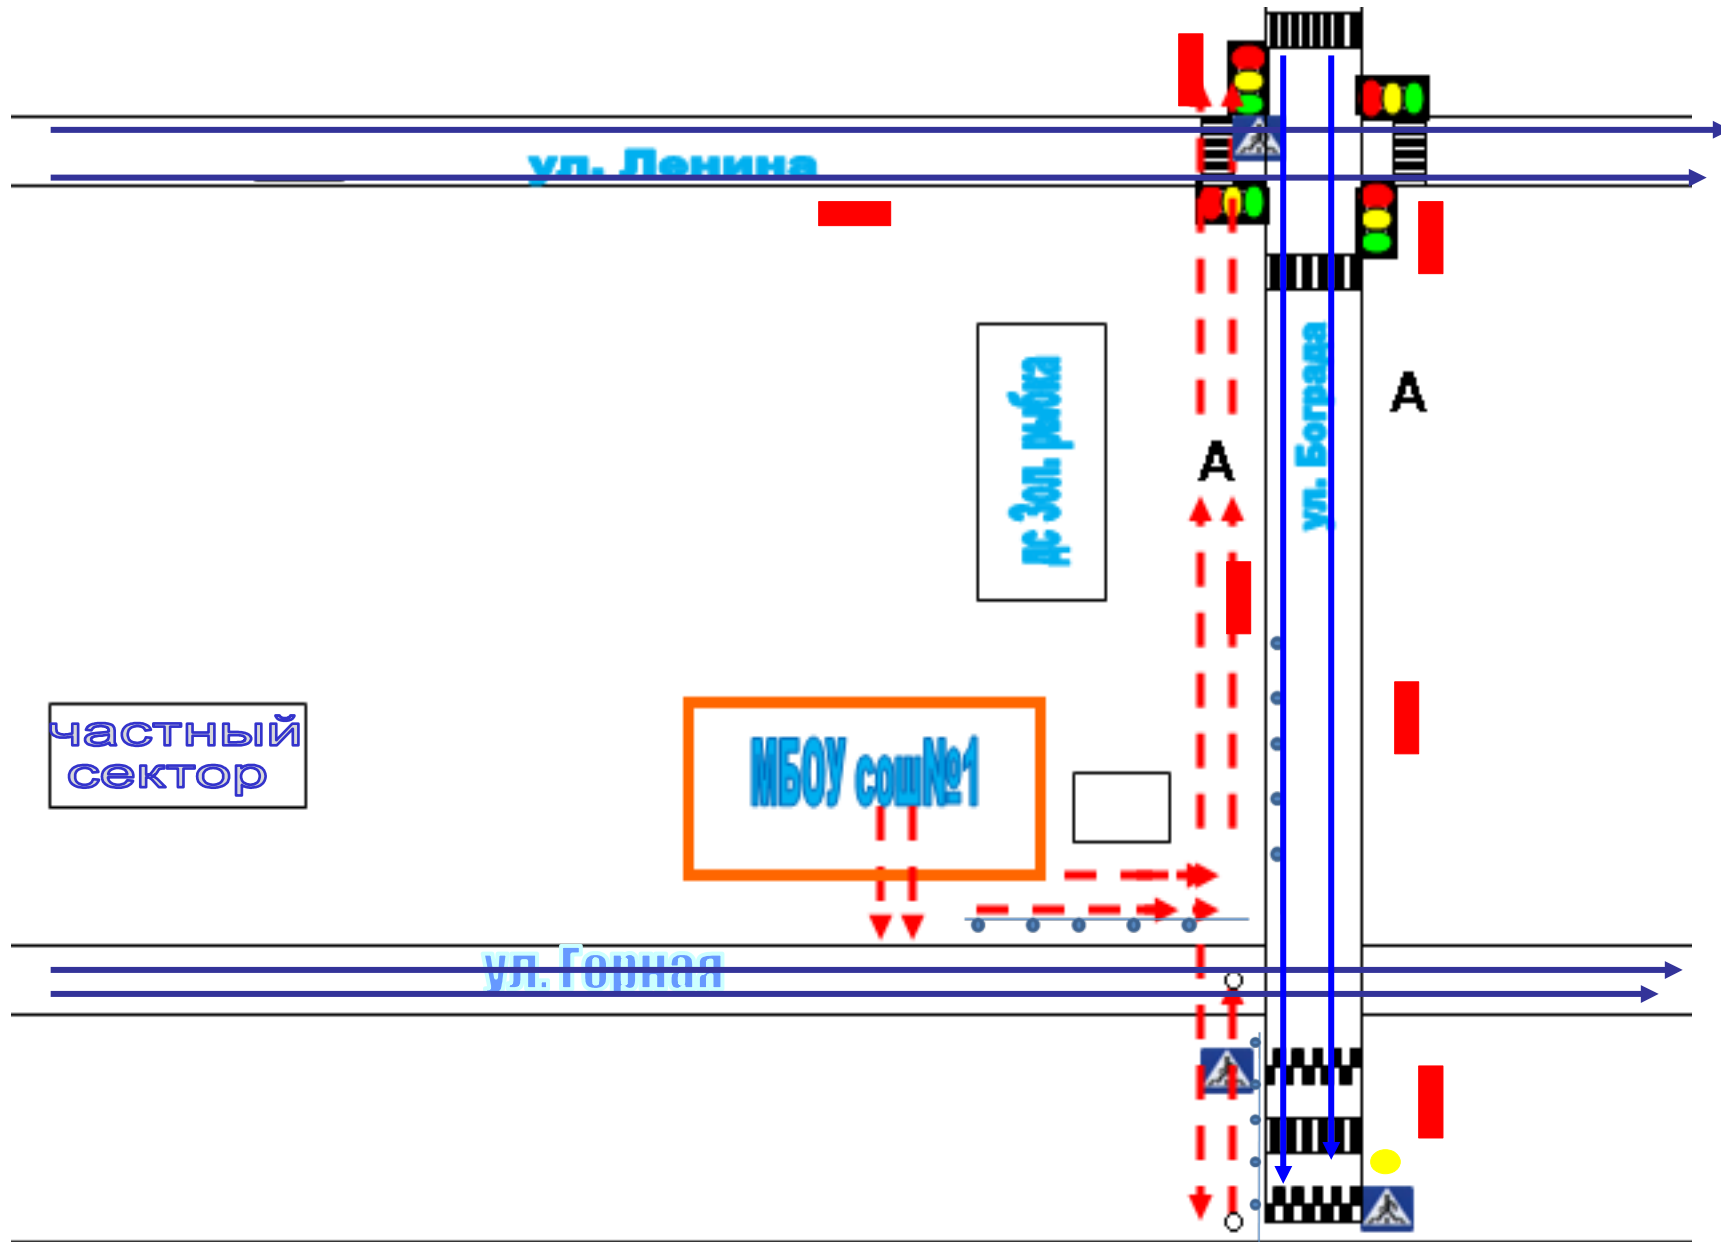 ул. Ленина
дс Зол. рыбка
ул. Бограда
А
А
частный
сектор
МБОУ сош№1
ул. Горная